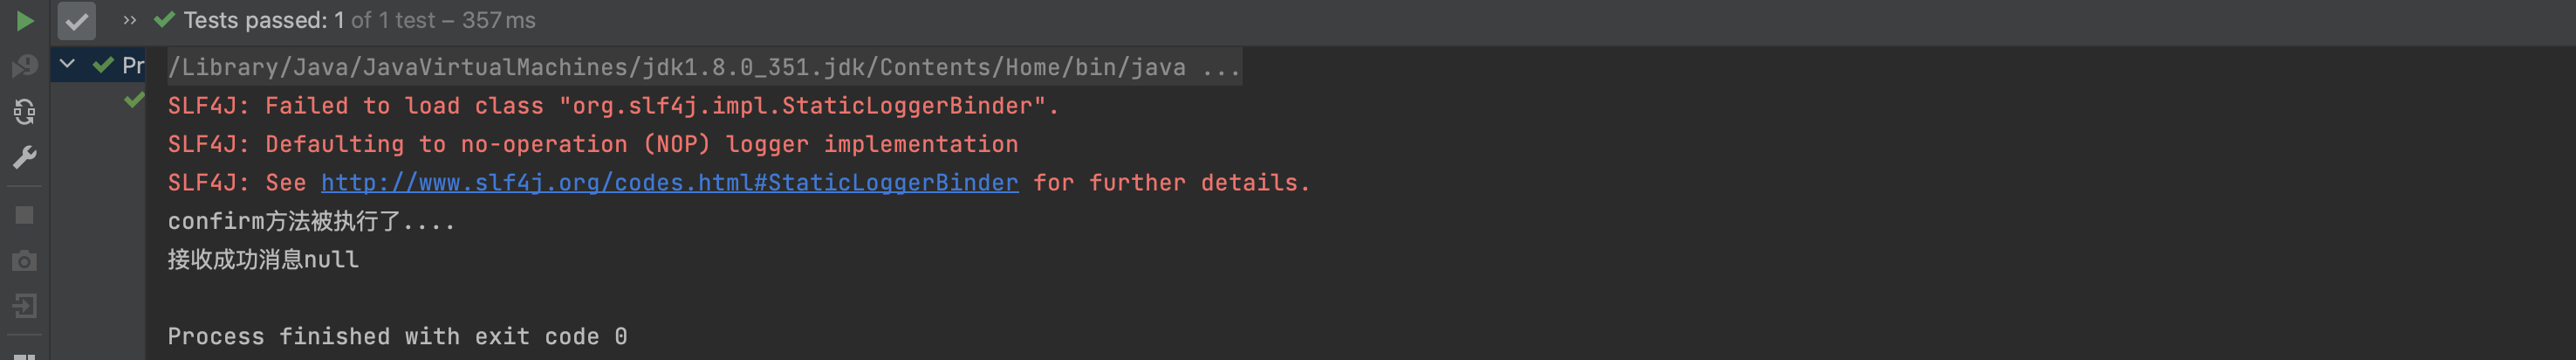 Tests passed: 1 of 1 test – 357 ms
Pr
/Library/Java/JavaVirtualMachines/jdk1.8.0_351.jdk/Contents/Home/bin/java ...
SLF4J: Failed to load class "org.slf4j.impl.StaticLoggerBinder".
SLF4J: Defaulting to no-operation (NOP) logger implementation
SLF4J: See http://www.slf4j.org/codes.html#StaticLoggerBinder for further details.
confirm方法被执行了....
接收成功消息null
Process finished with exit code 0